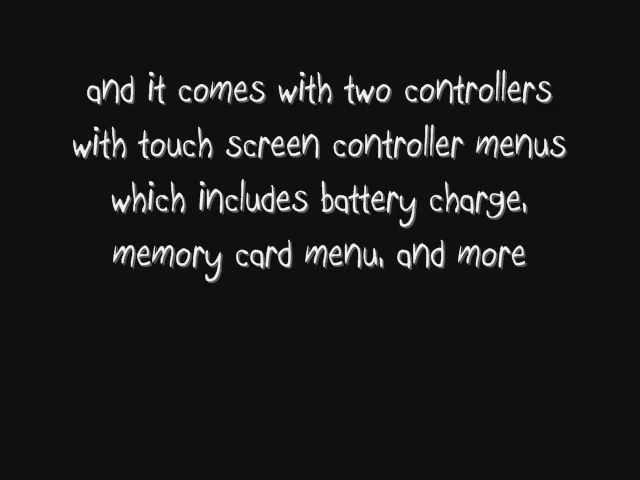 and it comes with two controllers
with touch screen controller menus
which includes battery charge,
memory card menu, and more